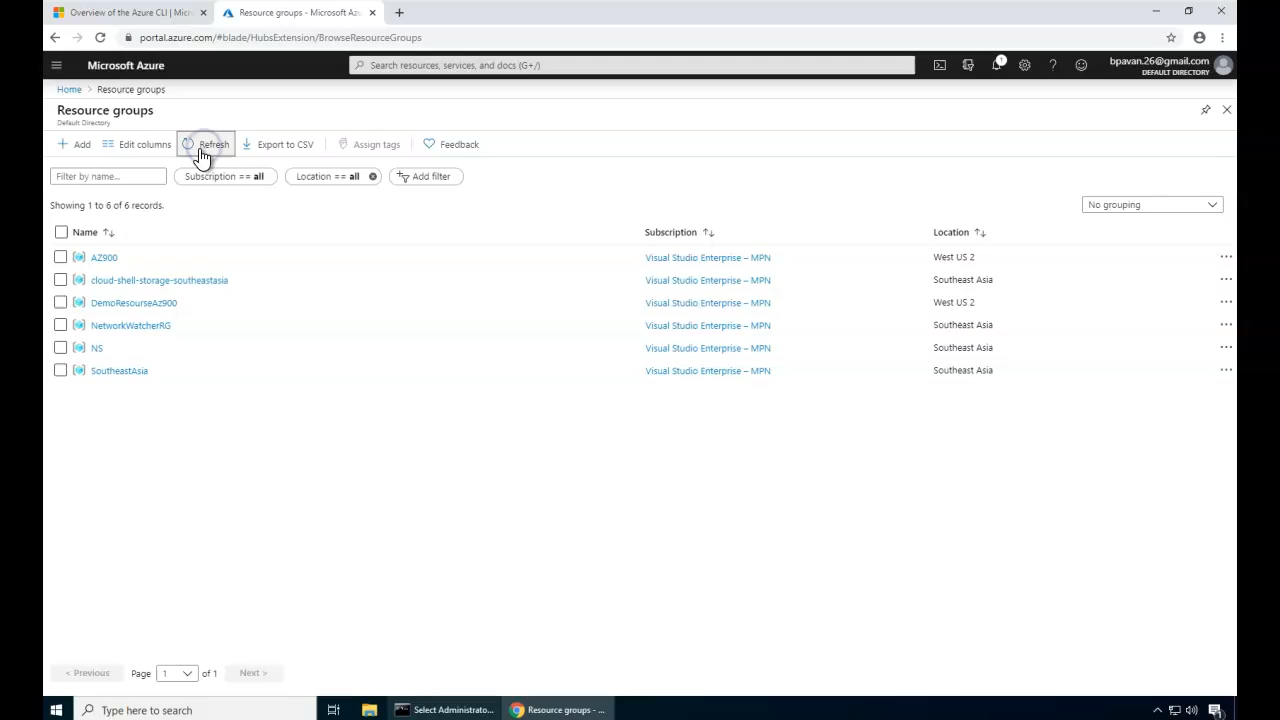 Overview of the Azure CLI | Micr
Resource groups - Microsoft Azu
portal.azure.com/#blade/HubsExtension/BrowseResourceGroups
Microsoft Azure
Search resources, services, and docs (G+/)
1
bpavan.26@gmail.com
DEFAULT DIRECTORY
Home > Resource groups
Resource groups
Default Directory
Add
Edit columns
Refresh
Export to CSV
Assign tags
Feedback
Filter by name...
Subscription == all
Location == all
Add filter
Showing 1 to 6 of 6 records.
No grouping
Name Subscription Location
AZ900 Visual Studio Enterprise – MPN West US 2
cloud-shell-storage-southeastasia Visual Studio Enterprise – MPN Southeast Asia
DemoResourseAz900 Visual Studio Enterprise – MPN West US 2
NetworkWatcherRG Visual Studio Enterprise – MPN Southeast Asia
NS Visual Studio Enterprise – MPN Southeast Asia
SoutheastAsia Visual Studio Enterprise – MPN Southeast Asia
< Previous Page 1 of 1 Next >
Type here to search
Select Administrato...
Resource groups - ...